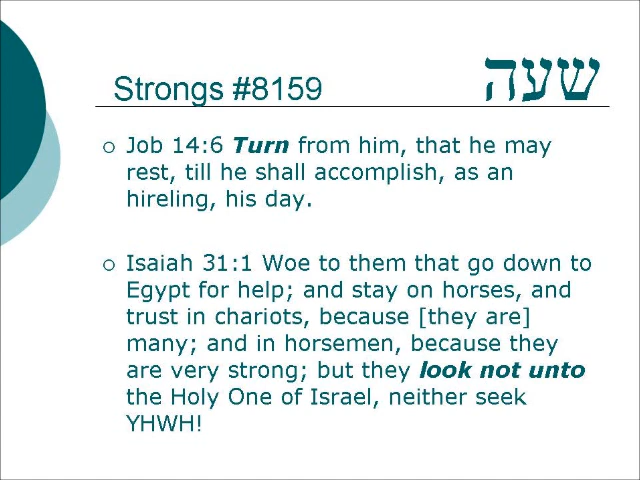 Strongs #8159 שעה
Job 14:6 Turn from him, that he may
rest, till he shall accomplish, as an
hireling, his day.
Isaiah 31:1 Woe to them that go down to
Egypt for help; and stay on horses, and
trust in chariots, because [they are]
many; and in horsemen, because they
are very strong; but they look not unto
the Holy One of Israel, neither seek
YHWH!